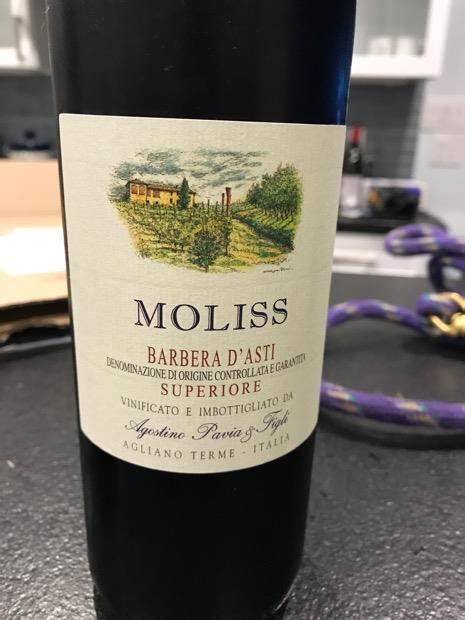 MOLISS
BARBERA D'ASTI
DENOMINAZIONE DI ORIGINE CONTROLLATA E GARANTITA
SUPERIORE
VINIFICATO E IMBOTTIGLIATO DA
Agostino Pavia & Figli
AGLIANO TERME - ITALIA